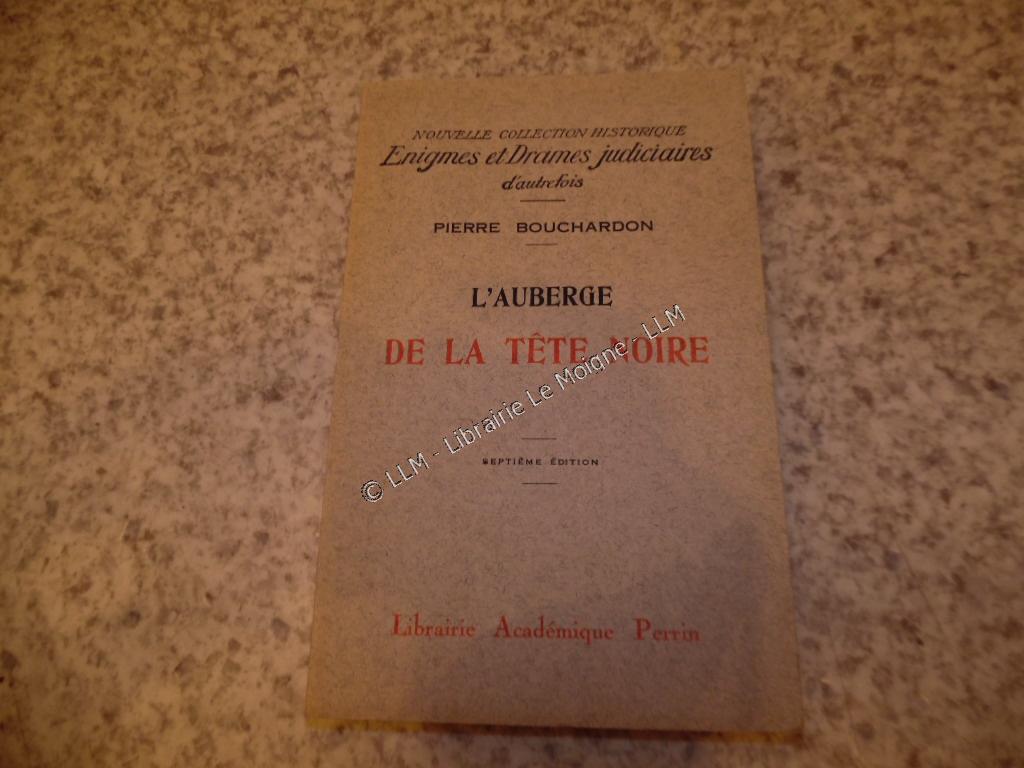 NOUVELLE COLLECTION HISTORIQUE
Enigmes et Drames judiciaires
d'autrefois
PIERRE BOUCHARDON
L'AUBERGE
DE LA TÊTE NOIRE
© LLM - Librairie Le Moigne - LLM
SEPTIÈME ÉDITION
Librairie Académique Perrin